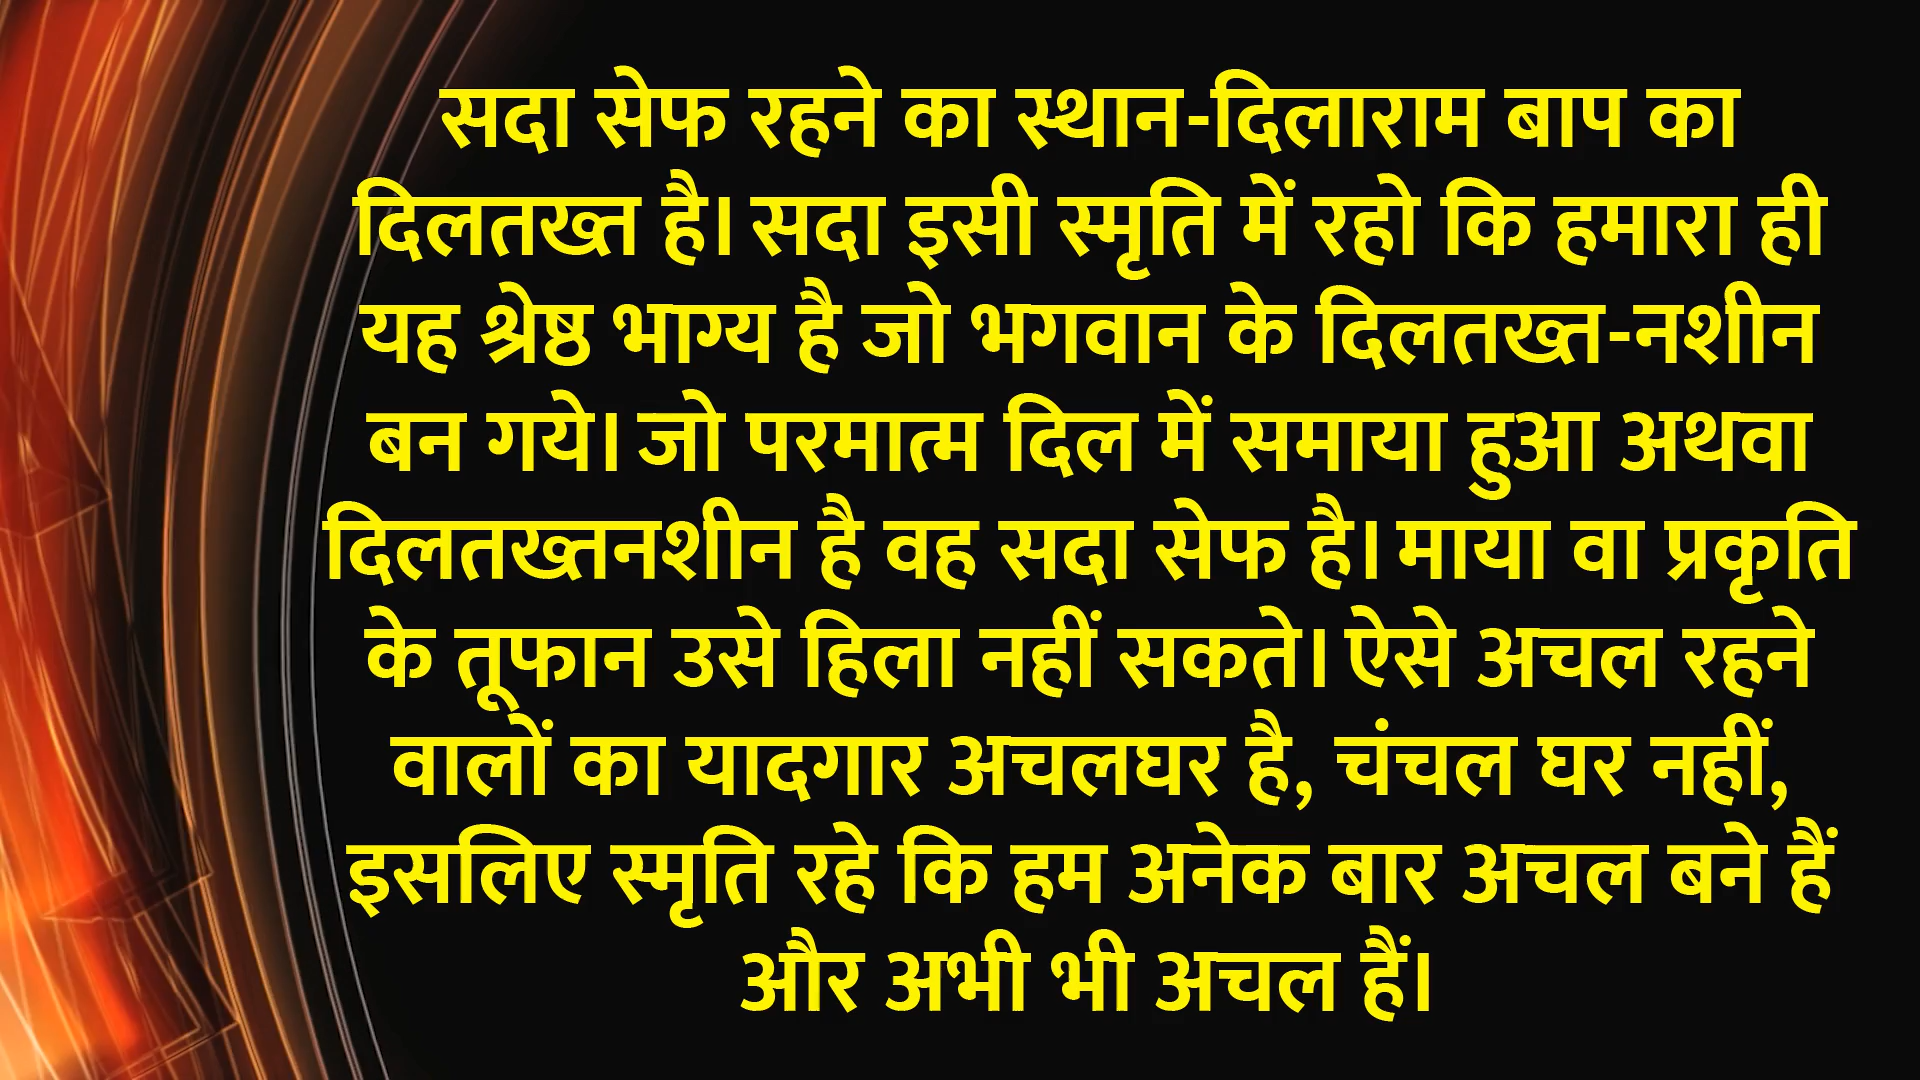 सदा सेफ रहने का स्थान-दिलाराम बाप का
दिलतख्त है। सदा इसी स्मृति में रहो कि हमारा ही
यह श्रेष्ठ भाग्य है जो भगवान के दिलतख्त-नशीन
बन गये। जो परमात्म दिल में समाया हुआ अथवा
दिलतख्तनशीन है वह सदा सेफ है। माया वा प्रकृति
के तूफान उसे हिला नहीं सकते। ऐसे अचल रहने
वालों का यादगार अचलघर है, चंचल घर नहीं,
इसलिए स्मृति रहे कि हम अनेक बार अचल बने हैं
और अभी भी अचल हैं।